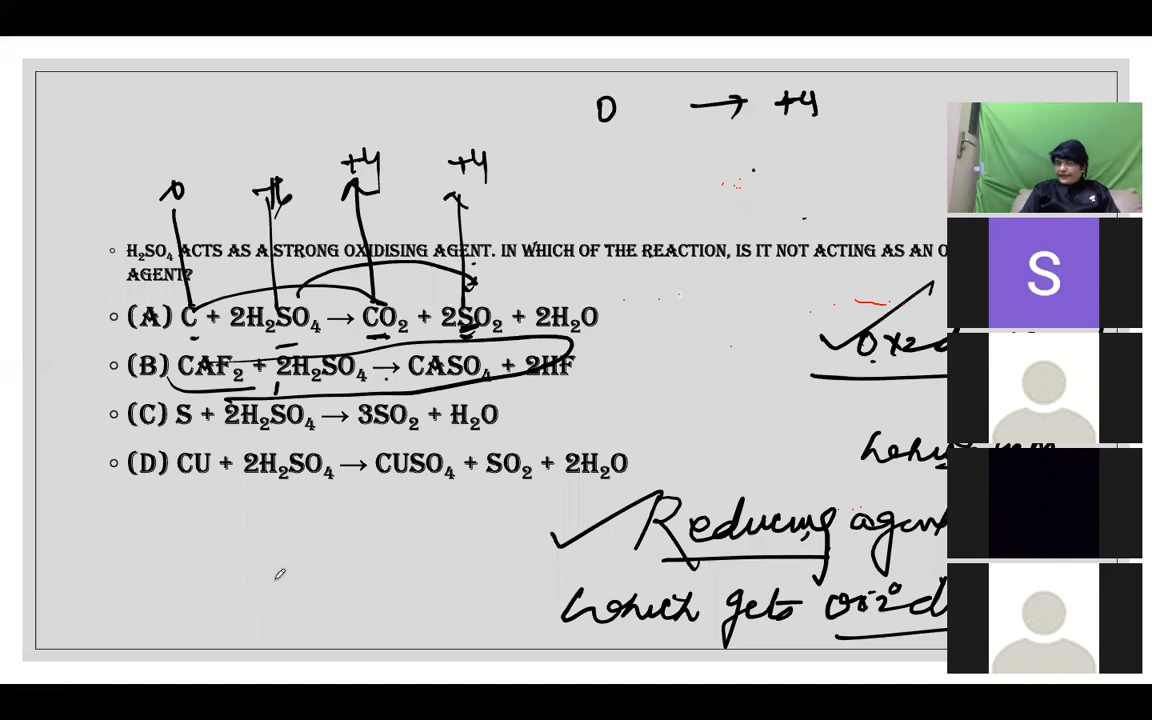 0 → +4
+4 +4
0 +6
H₂SO₄ ACTS AS A STRONG OXIDISING AGENT. IN WHICH OF THE REACTION, IS IT NOT ACTING AS AN O
AGENT?
(A) C + 2H₂SO₄ → CO₂ + 2SO₂ + 2H₂O
(B) CAF₂ + 2H₂SO₄ → CASO₄ + 2HF
(C) S + 2H₂SO₄ → 3SO₂ + H₂O
(D) CU + 2H₂SO₄ → CUSO₄ + SO₂ + 2H₂O
Reducing agent
which gets
S